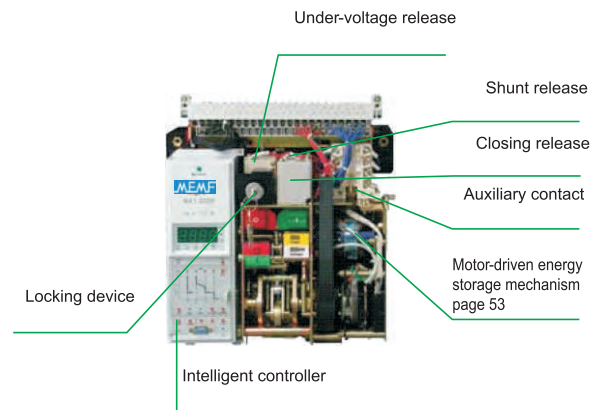 Under-voltage release
Shunt release
Closing release
Auxiliary contact
Motor-driven energy
storage mechanism
page 53
Locking device
Intelligent controller
MEMF